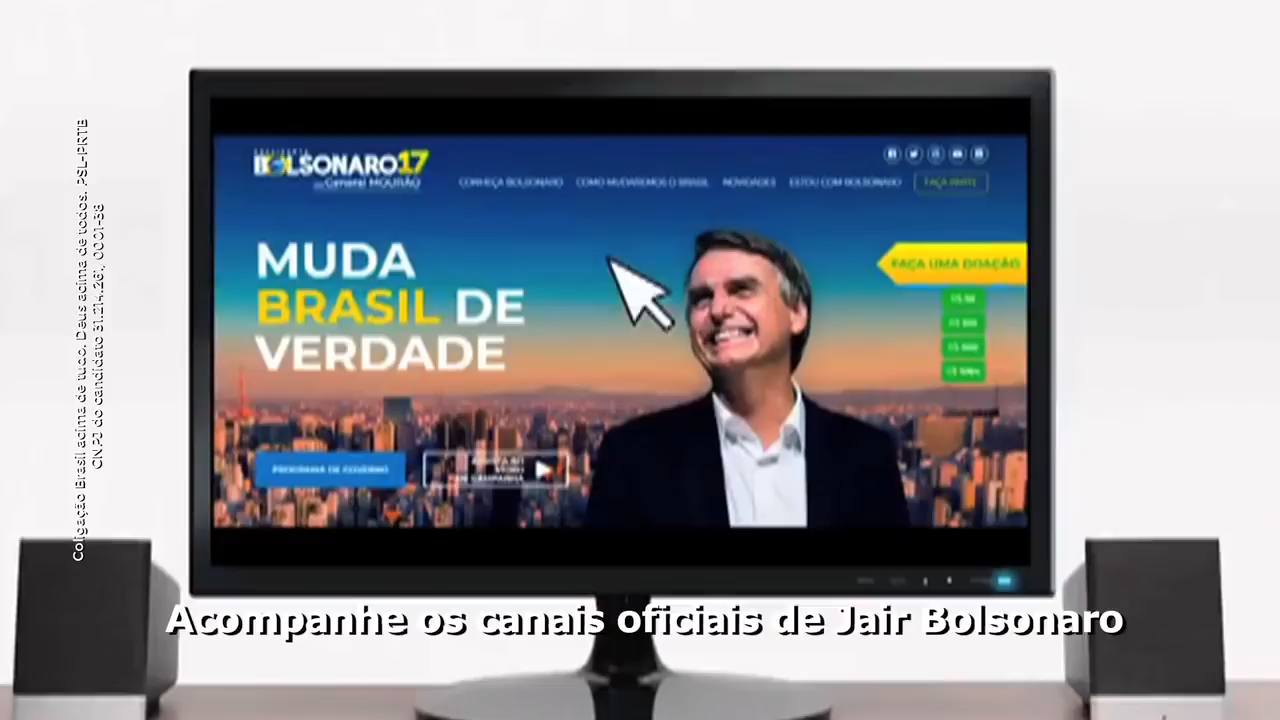 Coligação Brasil acima de tudo, Deus acima de todos. PSL-PRTB
CNPJ do candidato
BOLSONARO17
General MOURÃO
CONHEÇA BOLSONARO
COMO MUDAREMOS O BRASIL
NOVIDADES
ESTOU COM BOLSONARO
FAÇA PARTE
MUDA
BRASIL DE
VERDADE
FAÇA UMA DOAÇÃO
PROGRAMA DE GOVERNO
Acompanhe os canais oficiais de Jair Bolsonaro